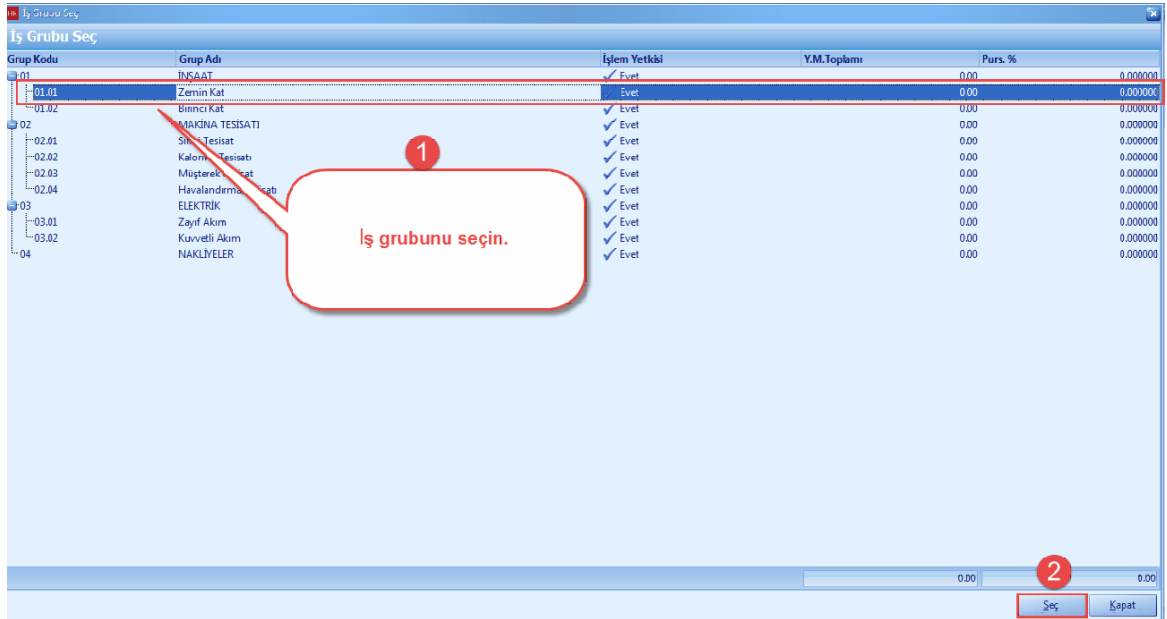 İş Grubu Seç
İş Grubu Seç
Grup Kodu Grup Adı İşlem Yetkisi Y.M.Toplamı Purs. %
01 İNŞAAT Evet 0.00 0.000000
01.01 Zemin Kat Evet 0.00 0.000000
01.02 Birinci Kat Evet 0.00 0.000000
02 MAKİNA TESİSATI Evet 0.00 0.000000
02.01 Tesisat Evet 0.00 0.000000
02.02 Tesisatı Evet 0.00 0.000000
02.03 Müşterek Evet 0.00 0.000000
02.04 Havalandırma Evet 0.00 0.000000
03 ELEKTRİK Evet 0.00 0.000000
03.01 Zayıf Akım Evet 0.00 0.000000
03.02 Kuvvetli Akım Evet 0.00 0.000000
04 NAKLİYELER Evet 0.00 0.000000
1
İş grubunu seçin.
0.00 0.00
2
Seç Kapat